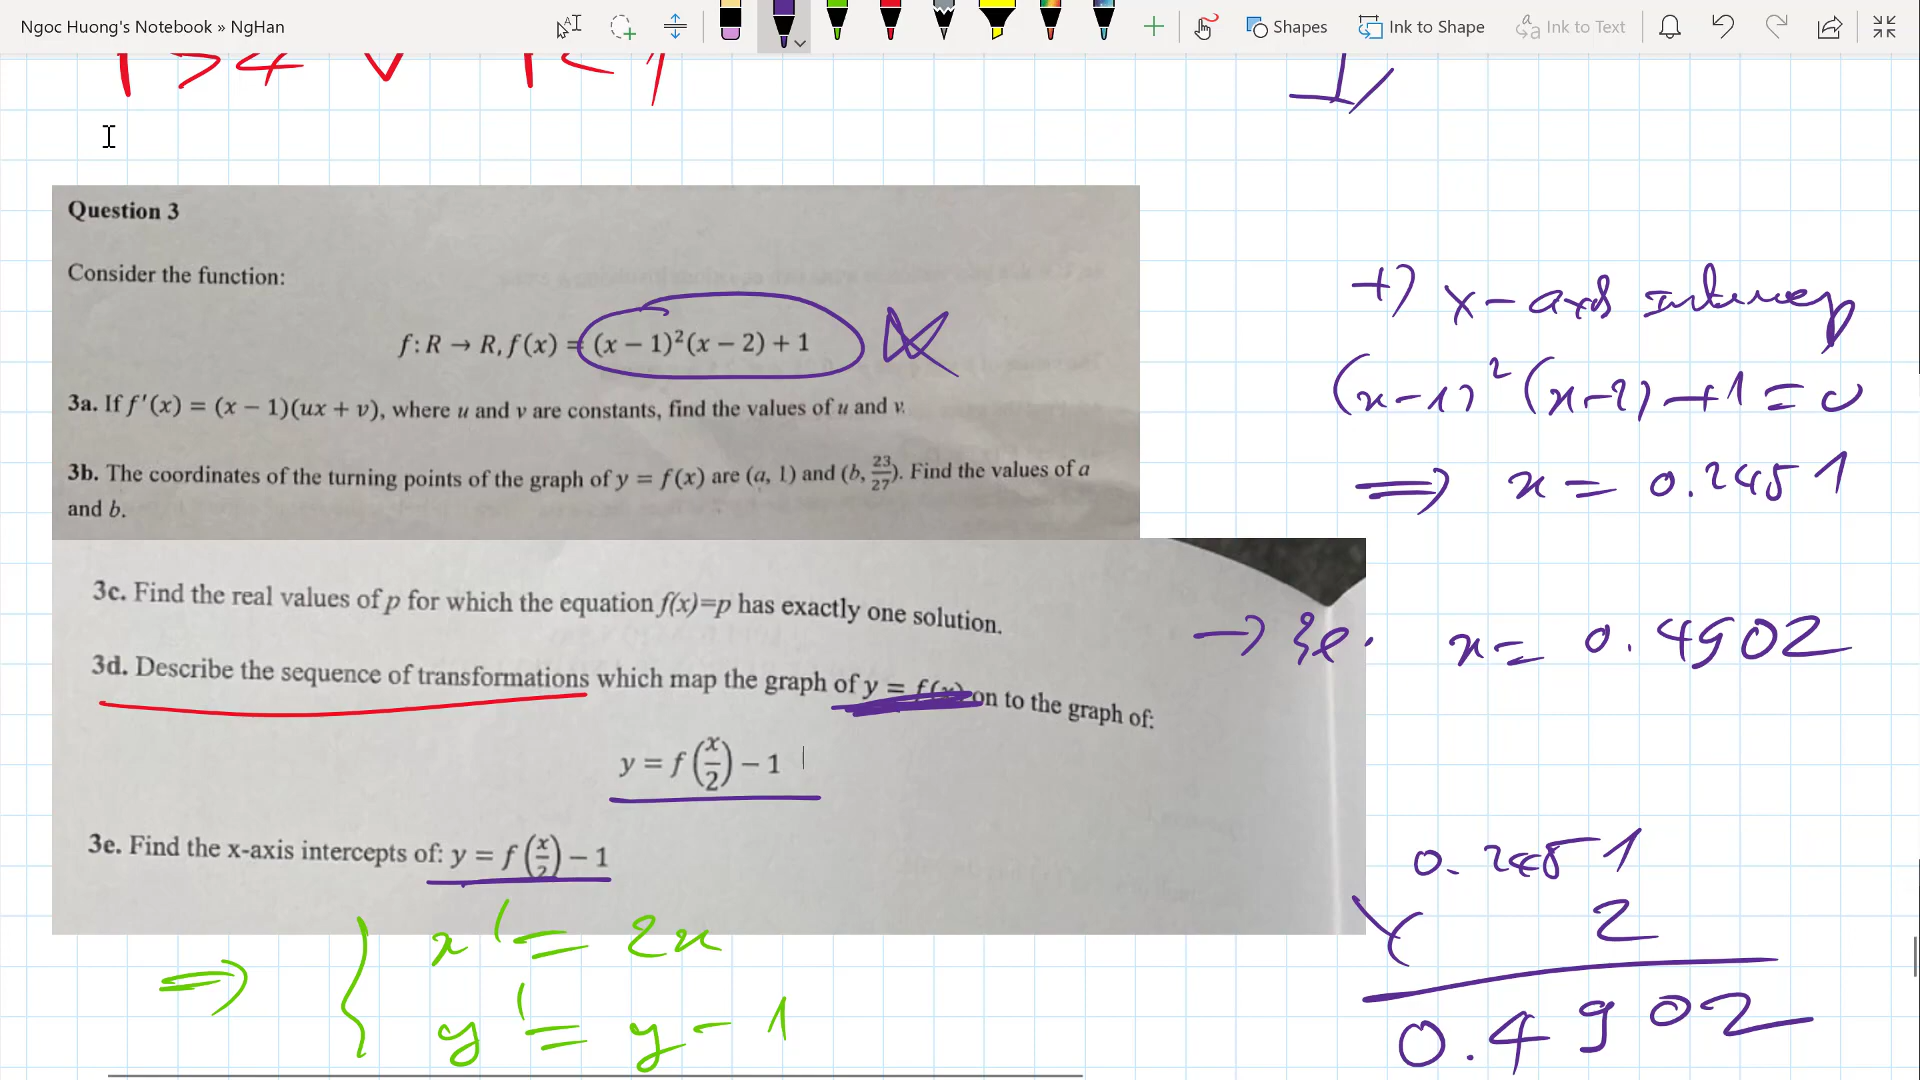 Ngoc Huong's Notebook » NgHan
Shapes
Ink to Shape
Ink to Text
Question 3
Consider the function:
f: R → R, f(x) = (x − 1)²(x − 2) + 1
3a. If f′(x) = (x − 1)(ux + v), where u and v are constants, find the values of u and v.
3b. The coordinates of the turning points of the graph of y = f(x) are (a, 1) and (b, 23/27). Find the values of a
and b.
3c. Find the real values of p for which the equation f(x)=p has exactly one solution.
3d. Describe the sequence of transformations which map the graph of y = f(x) on to the graph of:
y = f(x/2) − 1
3e. Find the x-axis intercepts of: y = f(x/2) − 1
⇒ { x' = 2x
y' = y − 1
+) x-axis
(x-1)² (x-2) +1 = 0
⇒ x = 0.2451
→ 3e. x = 0.4902
0.2451
× 2
0.4902